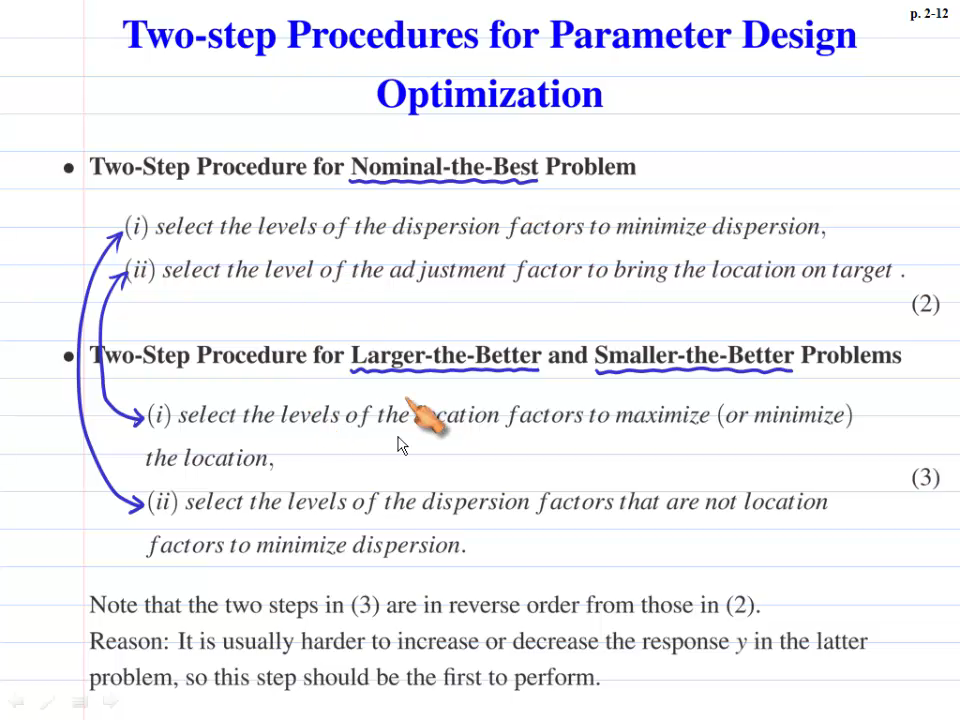 p. 2-12
Two-step Procedures for Parameter Design
Optimization
• Two-Step Procedure for Nominal-the-Best Problem
(i) select the levels of the dispersion factors to minimize dispersion,
(ii) select the level of the adjustment factor to bring the location on target .
(2)
• Two-Step Procedure for Larger-the-Better and Smaller-the-Better Problems
(i) select the levels of the location factors to maximize (or minimize)
the location,
(3)
(ii) select the levels of the dispersion factors that are not location
factors to minimize dispersion.
Note that the two steps in (3) are in reverse order from those in (2).
Reason: It is usually harder to increase or decrease the response y in the latter
problem, so this step should be the first to perform.